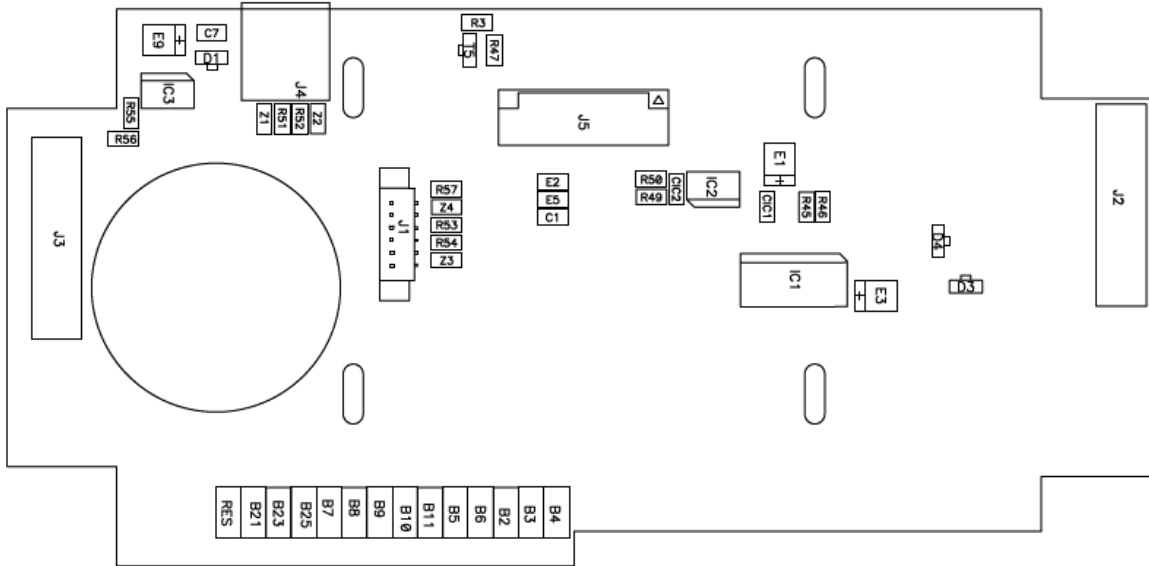 R3
E9
C7
T5
R47
D1
J4
IC3
R55
R56
Z1
R51
R52
Z2
J5
E1
R57
E2
R50
CIC2
IC2
Z4
E5
R49
CIC1
R45
R46
J2
J1
R53
C1
J3
R54
D4
Z3
IC1
D3
E3
RES
B21
B23
B25
B7
B8
B9
B10
B11
B5
B6
B2
B3
B4